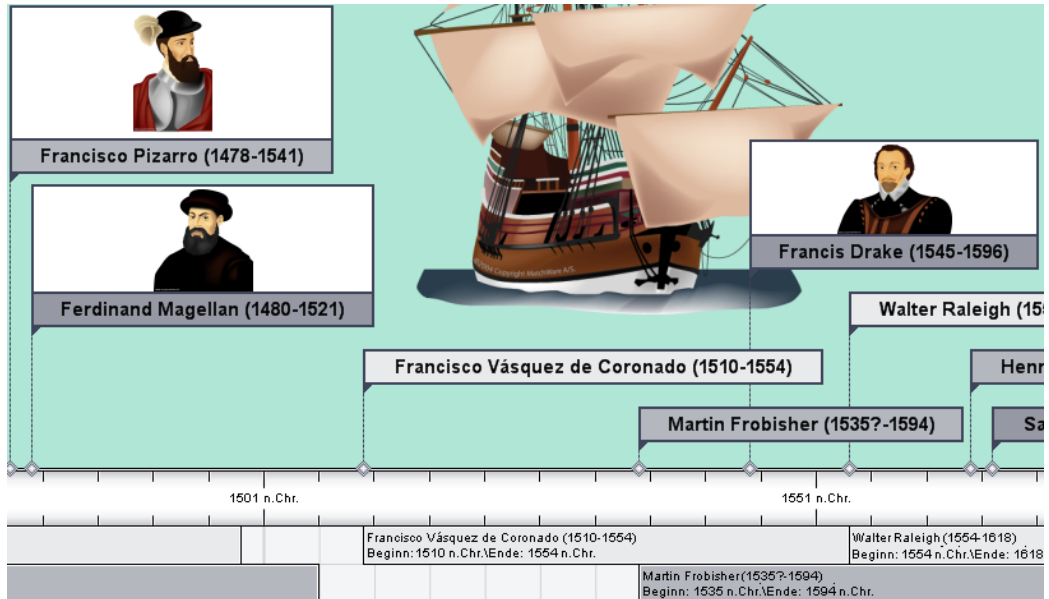 Francisco Pizarro (1478-1541)
Ferdinand Magellan (1480-1521)
©2004 Copyright MatchWare A/S.
Francis Drake (1545-1596)
Walter Raleigh (15
Francisco Vásquez de Coronado (1510-1554)
Henr
Martin Frobisher (1535?-1594)
Sa
1501 n.Chr.
1551 n.Chr.
Francisco Vásquez de Coronado (1510-1554)
Beginn: 1510 n.Chr.\Ende: 1554 n.Chr.
Walter Raleigh (1554-1618)
Beginn: 1554 n.Chr.\Ende: 1618
Martin Frobisher (1535?-1594)
Beginn: 1535 n.Chr.\Ende: 1594 n.Chr.